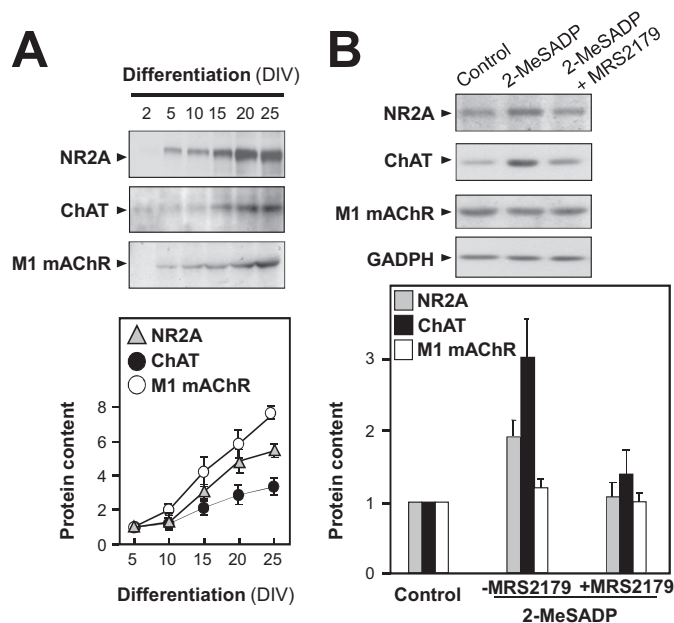 A
Differentiation (DIV)
2 5 10 15 20 25
NR2A
ChAT
M1 mAChR
NR2A
ChAT
M1 mAChR
Protein content
8
6
4
2
0
5 10 15 20 25
Differentiation (DIV)
B
Control
2-MeSADP
2-MeSADP
+ MRS2179
NR2A
ChAT
M1 mAChR
GADPH
NR2A
ChAT
M1 mAChR
Protein content
3
2
1
0
Control
-MRS2179 +MRS2179
2-MeSADP